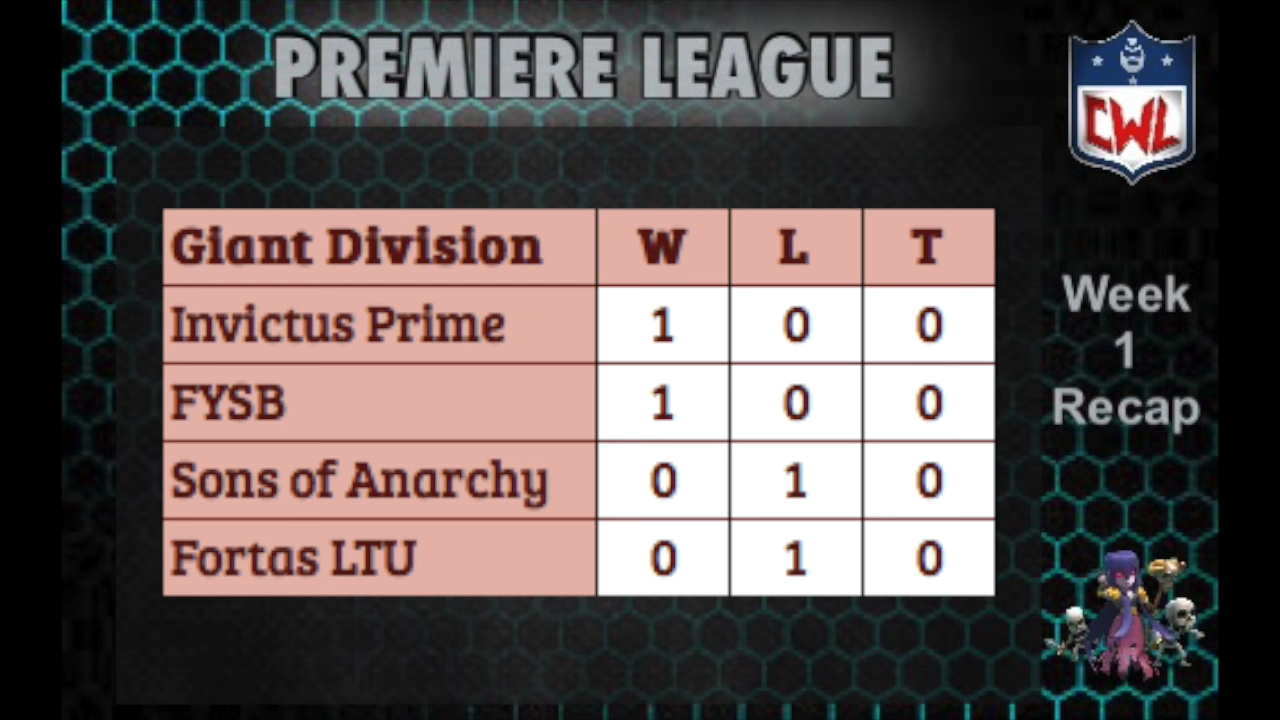 PREMIERE LEAGUE
CWL
Giant Division W L T
Invictus Prime 1 0 0
FYSB 1 0 0
Sons of Anarchy 0 1 0
Fortas LTU 0 1 0
Week
1
Recap